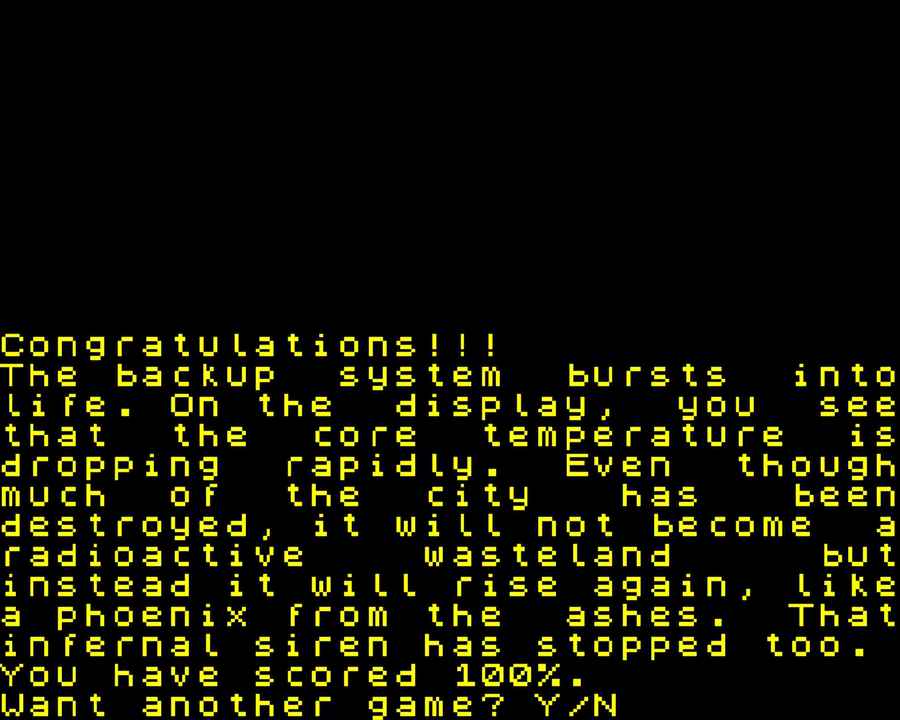 Congratulations!!!
The backup system bursts into
life. On the display, you see
that the core temperature is
dropping rapidly. Even though
much of the city has been
destroyed, it will not become a
radioactive wasteland but
instead it will rise again, like
a phoenix from the ashes. That
infernal siren has stopped too.
You have scored 100%.
Want another game? Y/N